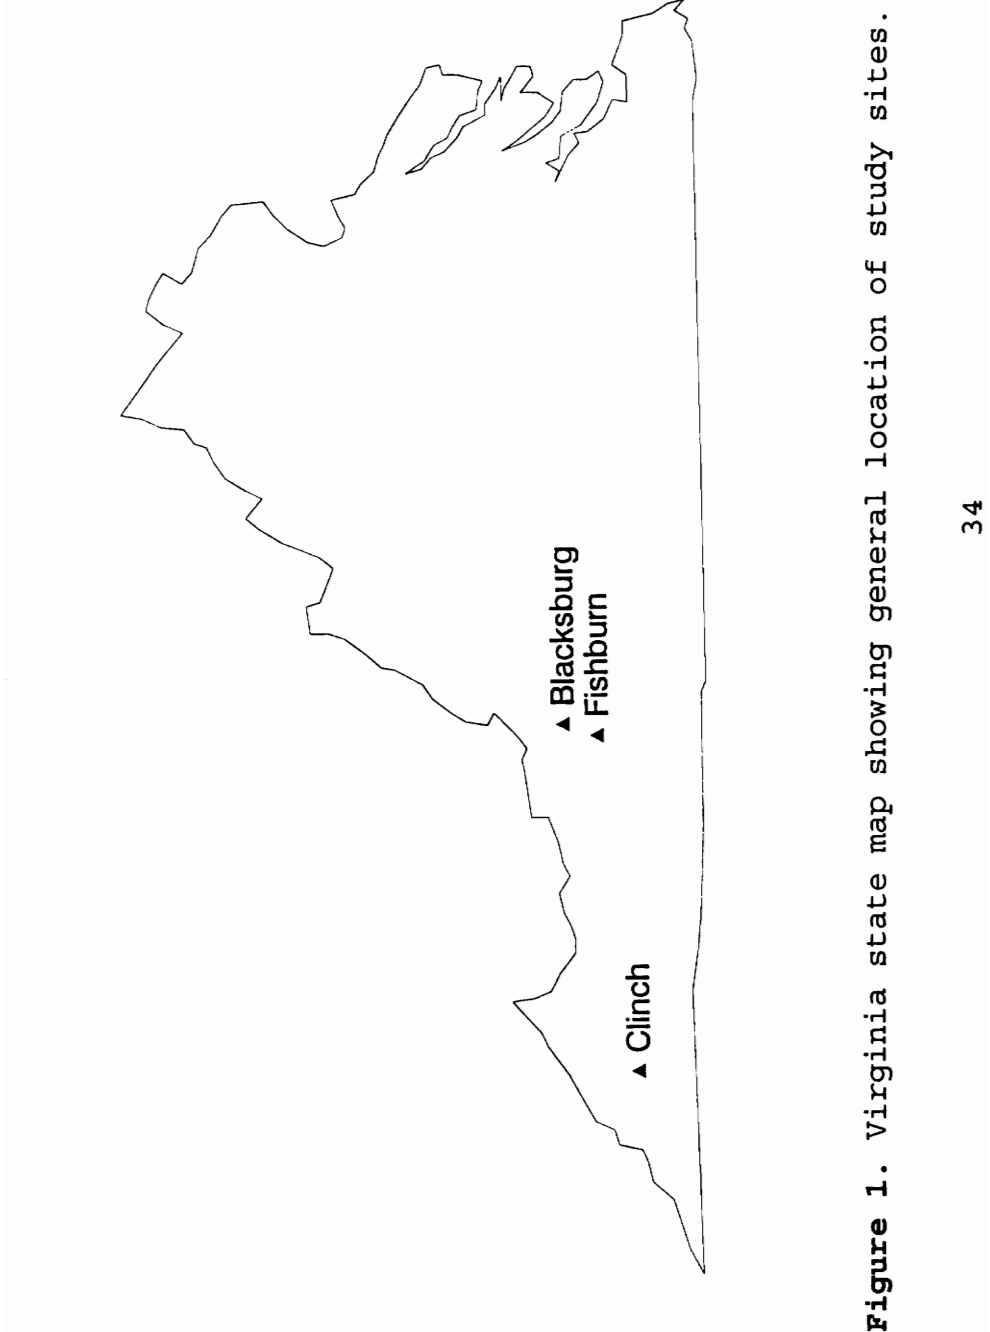 Blacksburg
Fishburn
Clinch
Figure 1. Virginia state map showing general location of study sites.
34